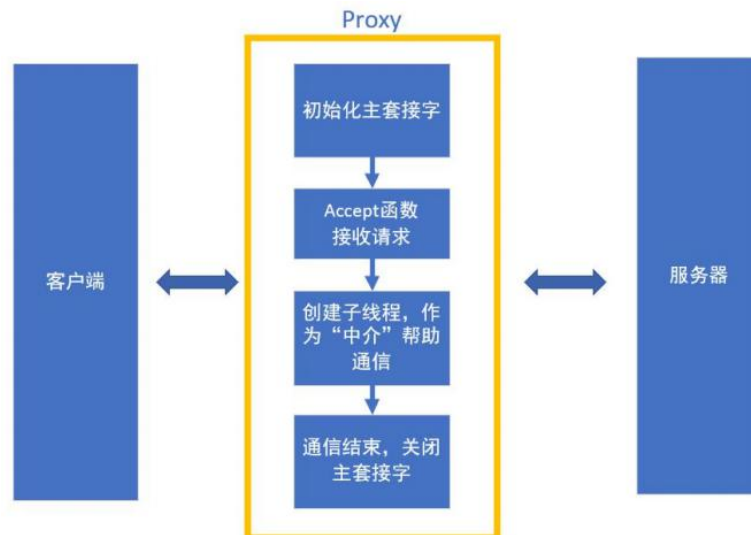 Proxy
客户端
初始化主套接字
Accept函数
接收请求
创建子线程，作
为“中介”帮助
通信
通信结束，关闭
主套接字
服务器